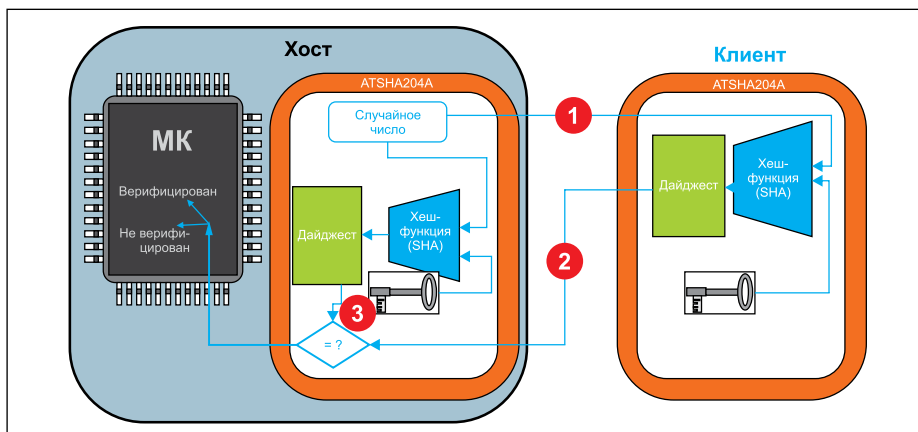 Хост
Клиент
ATSHA204A
ATSHA204A
Случайное
число
1
МК
Верифицирован
Не верифи-
цирован
Дайджест
Хеш-
функция
(SHA)
Дайджест
Хеш-
функция
(SHA)
2
3
= ?